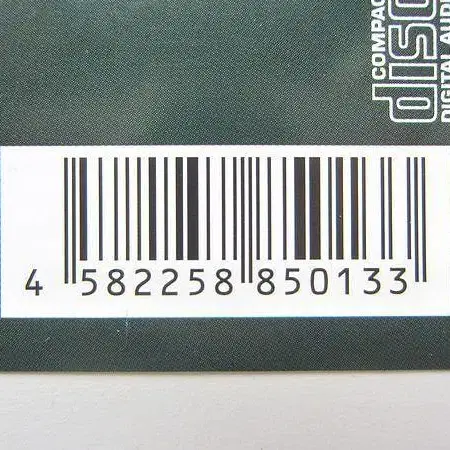 COMPACT
disc
DIGITAL AUDIO
4 582258 850133